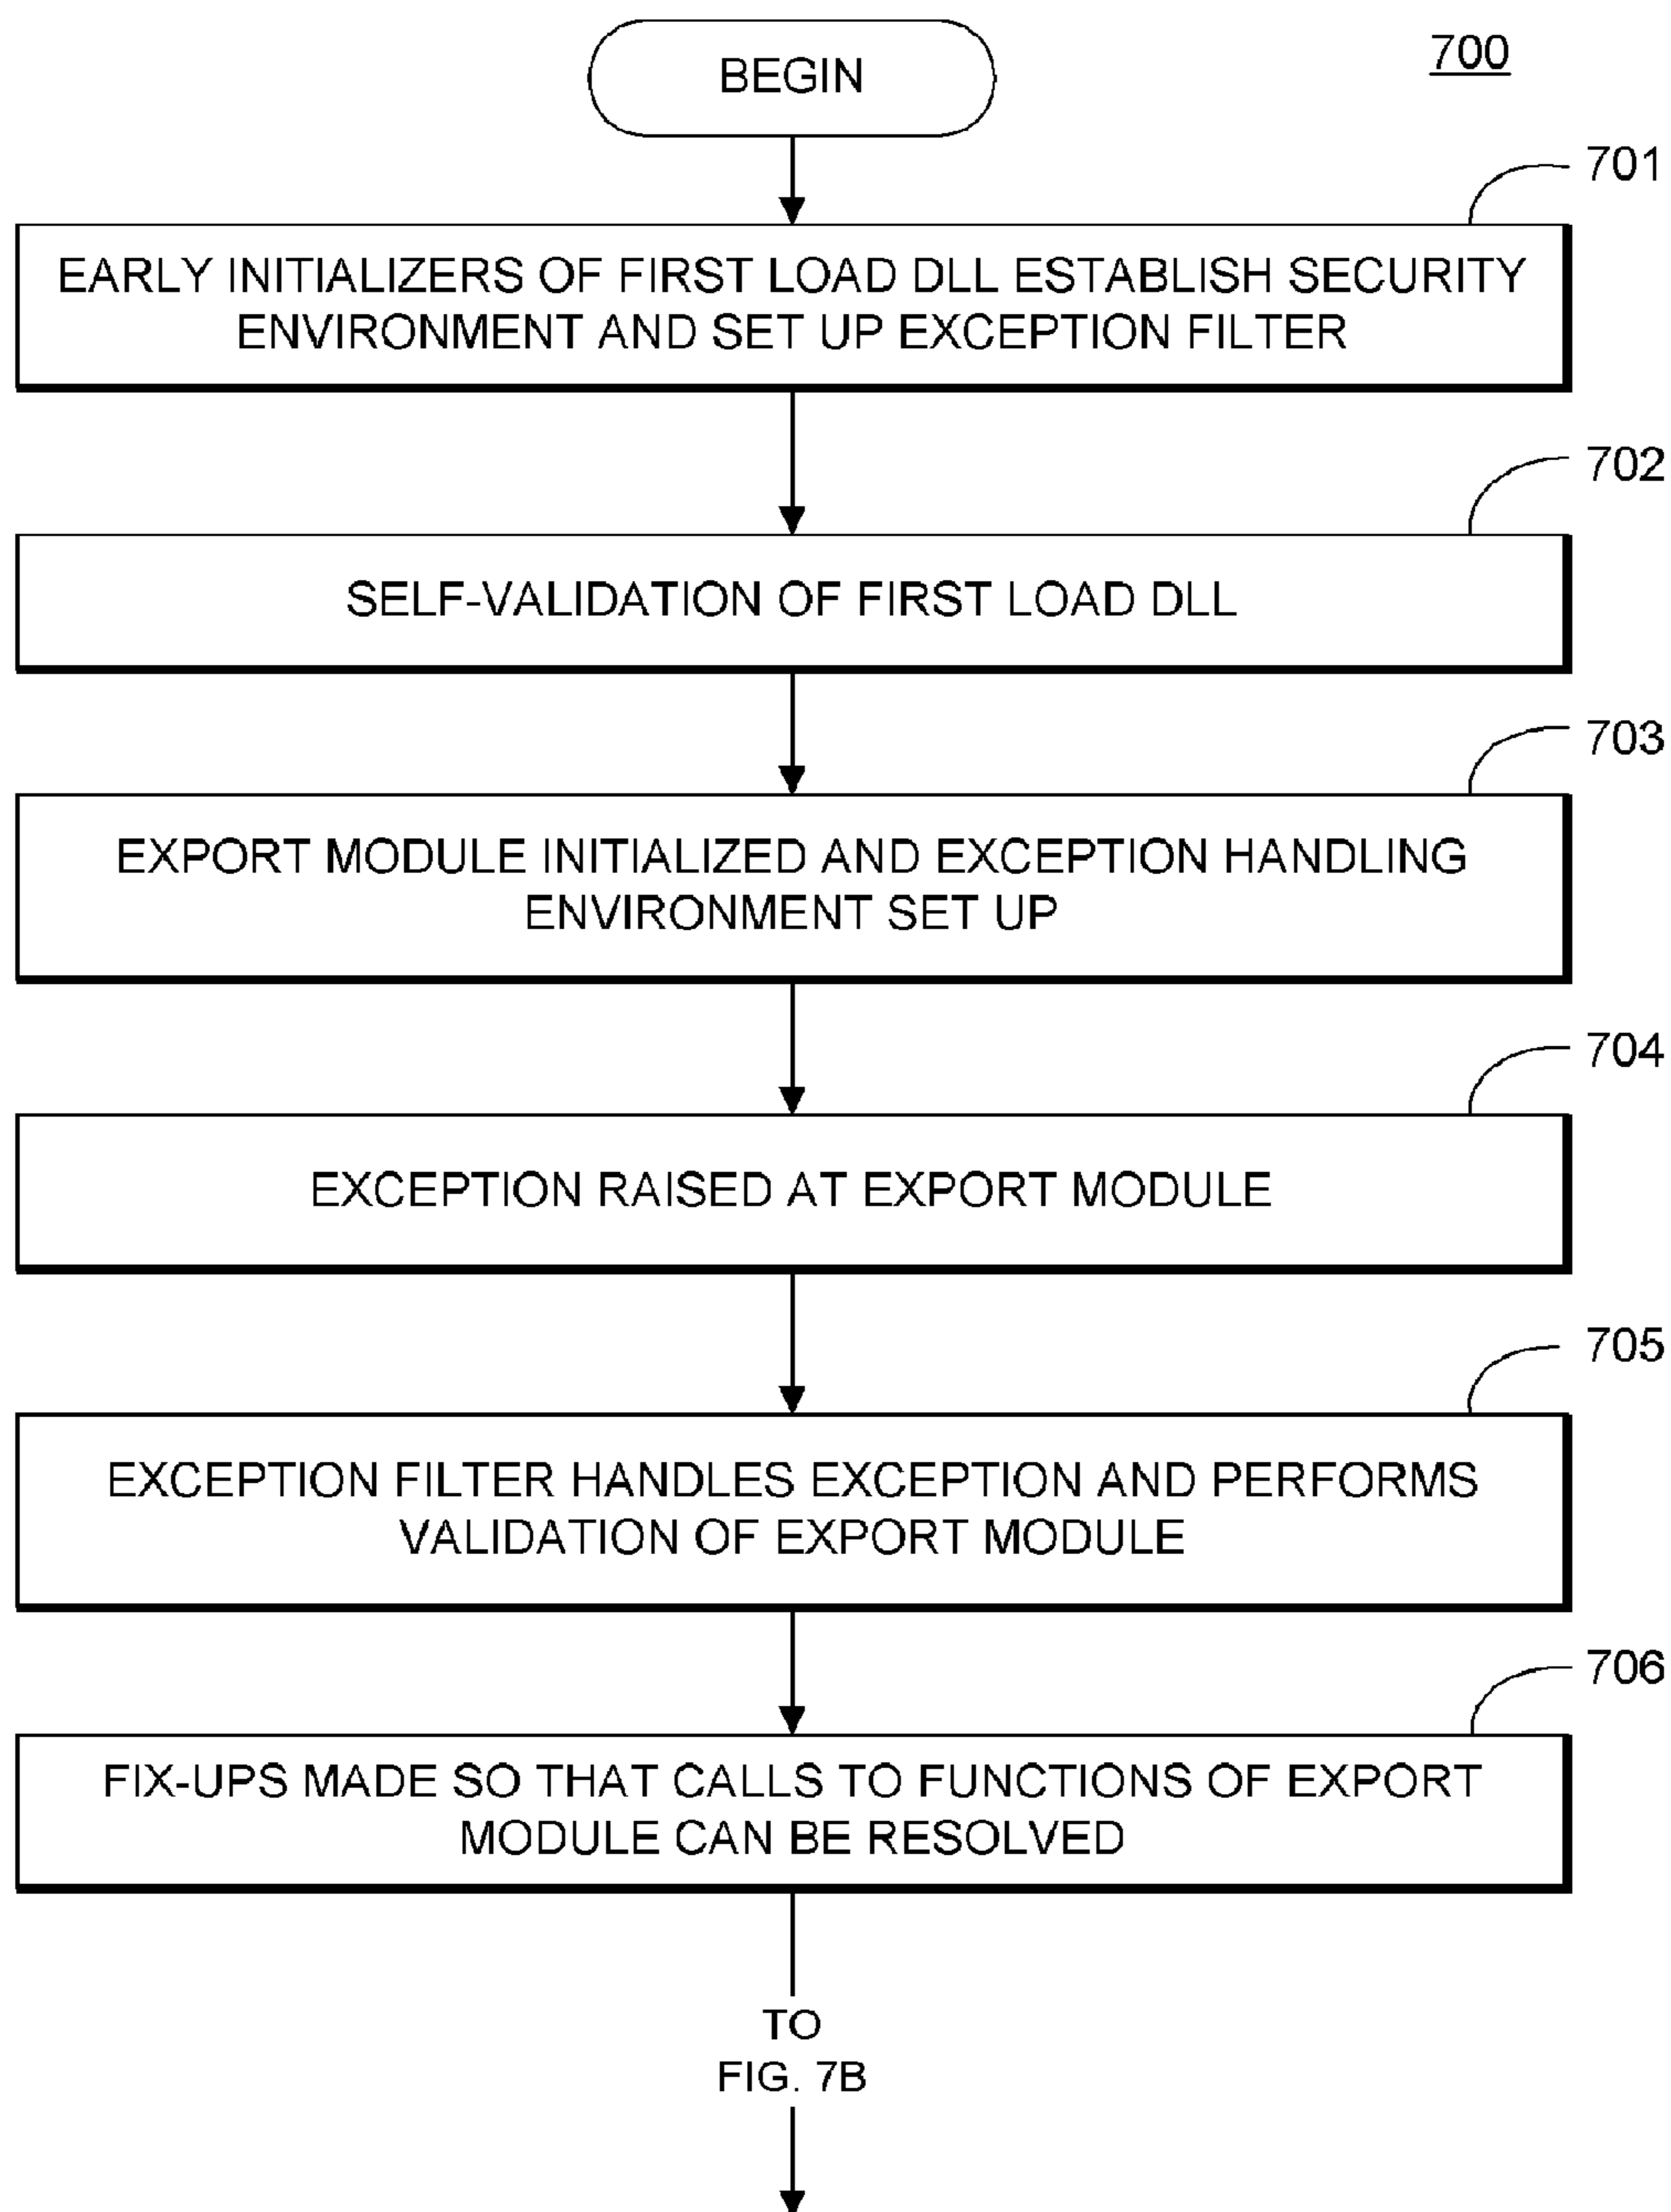 BEGIN
700
701
EARLY INITIALIZERS OF FIRST LOAD DLL ESTABLISH SECURITY
ENVIRONMENT AND SET UP EXCEPTION FILTER
702
SELF-VALIDATION OF FIRST LOAD DLL
703
EXPORT MODULE INITIALIZED AND EXCEPTION HANDLING
ENVIRONMENT SET UP
704
EXCEPTION RAISED AT EXPORT MODULE
705
EXCEPTION FILTER HANDLES EXCEPTION AND PERFORMS
VALIDATION OF EXPORT MODULE
706
FIX-UPS MADE SO THAT CALLS TO FUNCTIONS OF EXPORT
MODULE CAN BE RESOLVED
TO
FIG. 7B